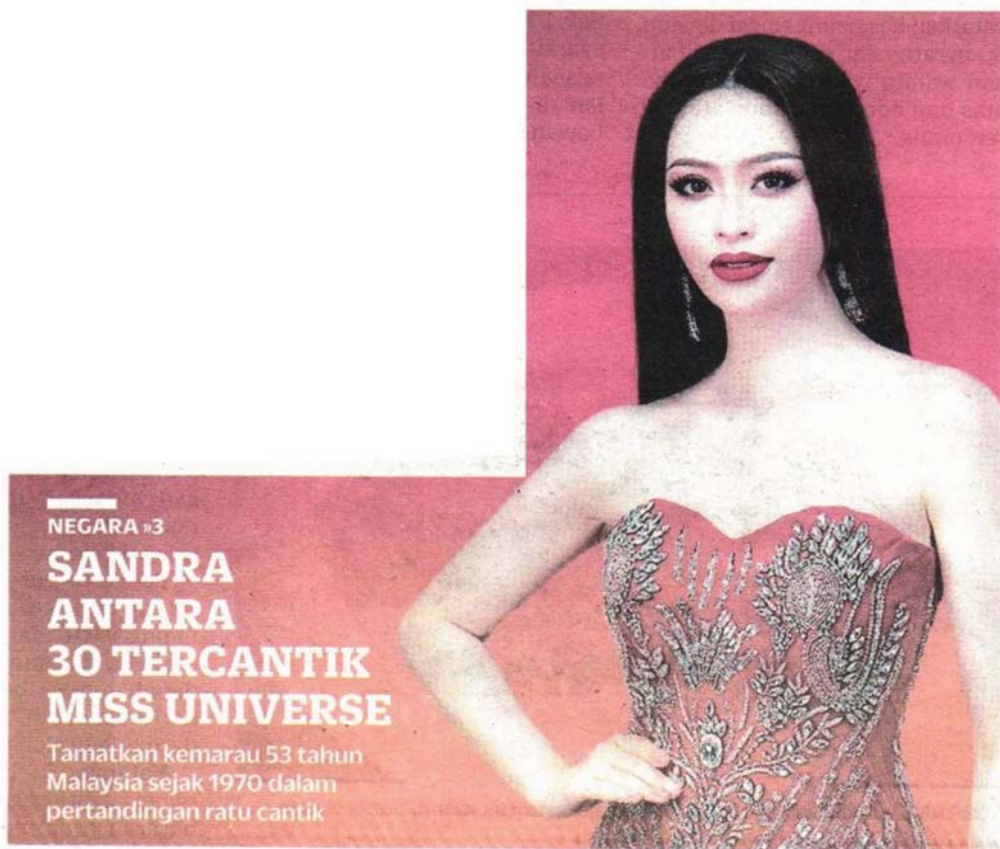 NEGARA »3
SANDRA
ANTARA
30 TERCANTIK
MISS UNIVERSE
Tamatkan kemarau 53 tahun
Malaysia sejak 1970 dalam
pertandingan ratu cantik